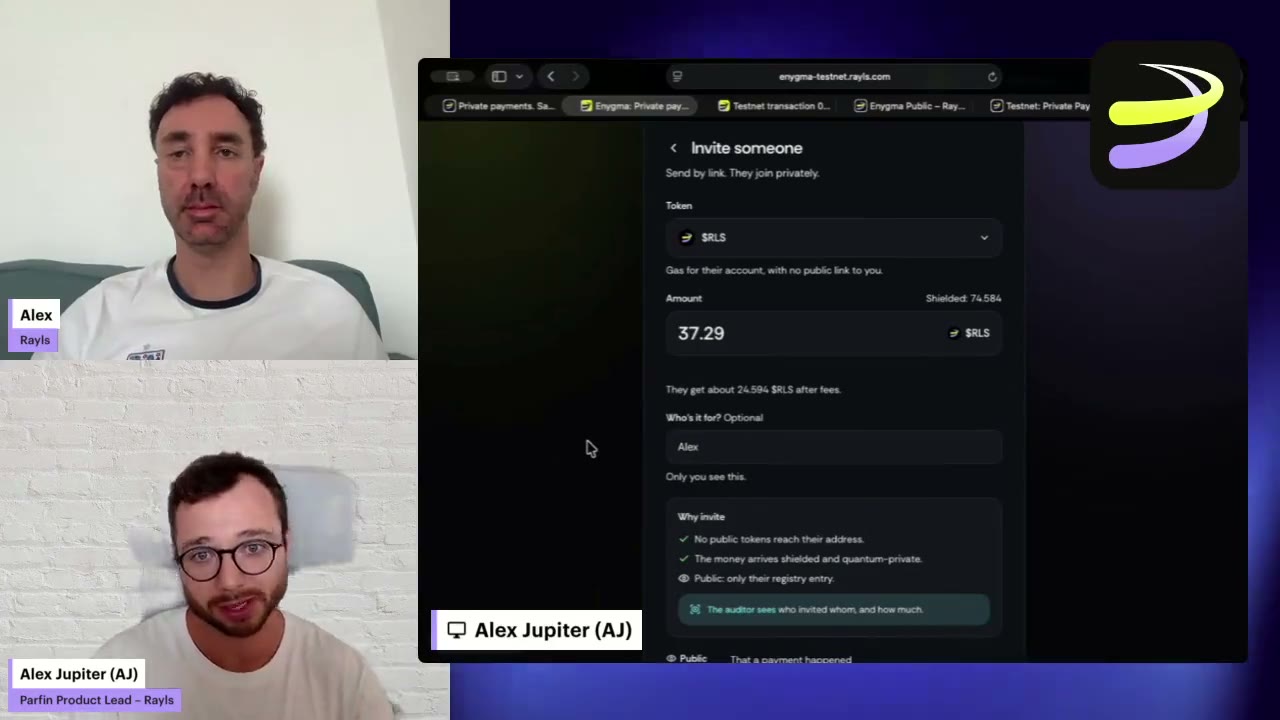 Alex
Rayls
Alex Jupiter (AJ)
Parfin Product Lead – Rayls
enygma-testnet.rayls.com
Private payments. Sa...
Enygma: Private pay...
Testnet transaction 0...
Enygma Public – Ray...
Testnet: Private Pay
Invite someone
Send by link. They join privately.
Token
$RLS
Gas for their account, with no public link to you.
Amount
Shielded: 74.584
37.29
$RLS
They get about 24.594 $RLS after fees.
Who's it for? Optional
Alex
Only you see this.
Why invite
No public tokens reach their address.
The money arrives shielded and quantum-private.
Public: only their registry entry.
The auditor sees who invited whom, and how much.
Public
That a payment happened
Alex Jupiter (AJ)